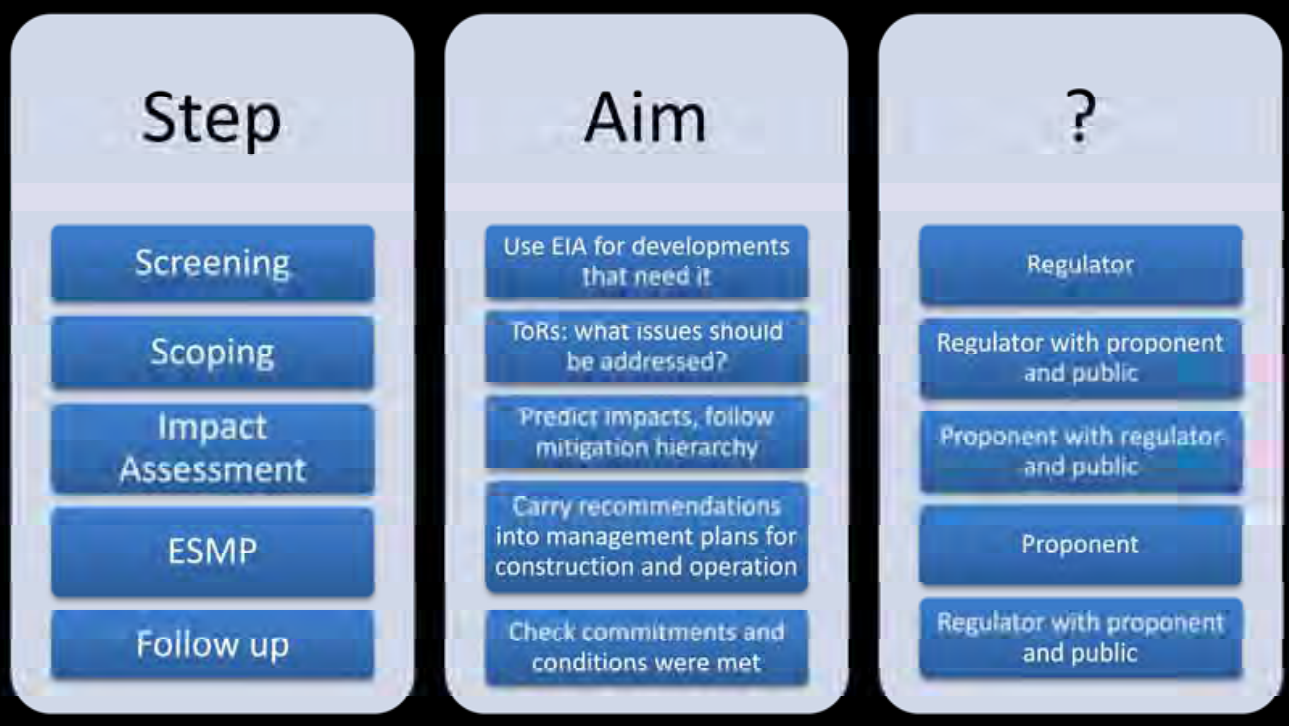 Step
Screening
Scoping
Impact
Assessment
ESMP
Follow up
Aim
Use EIA for developments
that need it
ToRs: what issues should
be addressed?
Predict impacts, follow
mitigation hierarchy
Carry recommendations
into management plans for
construction and operation
Check commitments and
conditions were met
?
Regulator
Regulator with proponent
and public
Proponent with regulator
and public
Proponent
Regulator with proponent
and public